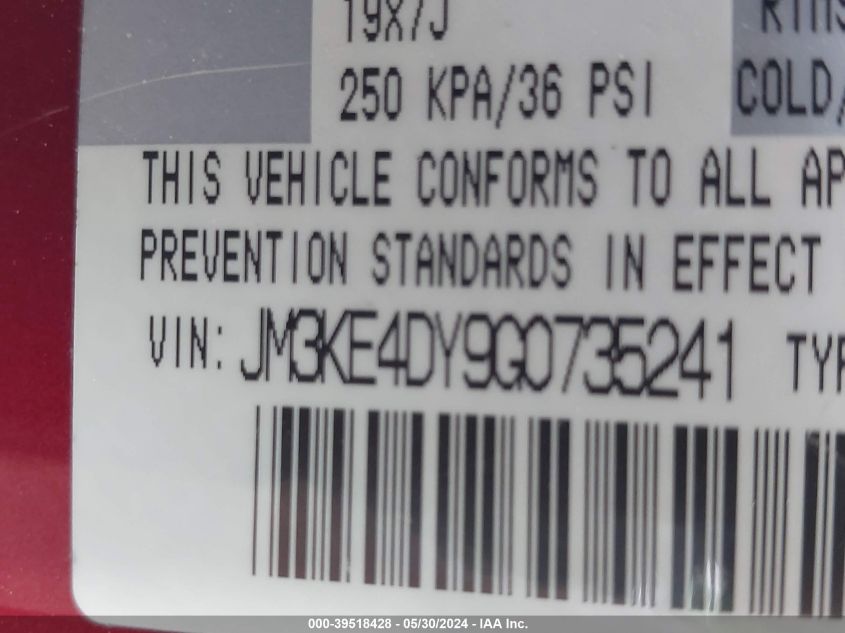 19X7J RIMS
250 KPA/36 PSI COLD/
THIS VEHICLE CONFORMS TO ALL AP
PREVENTION STANDARDS IN EFFECT
VIN: JM3KE4DY9G0735241 TYP
000-39518428 - 05/30/2024 - IAA Inc.